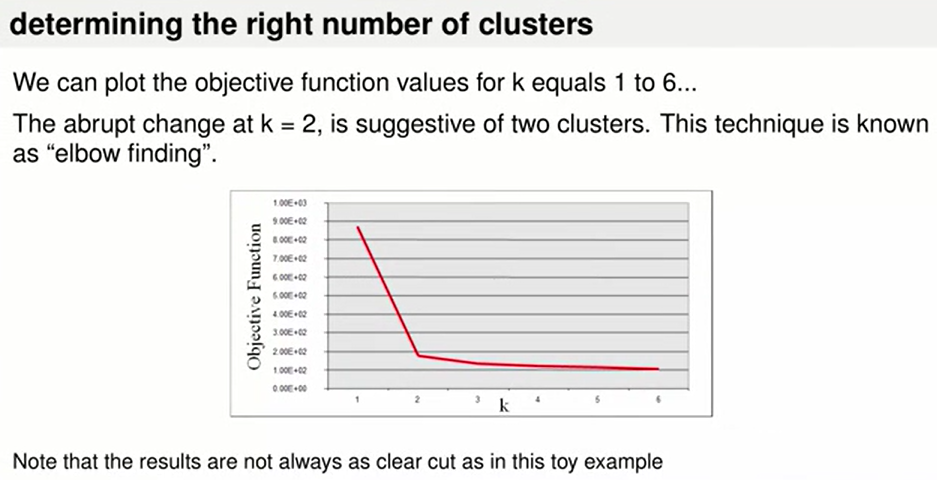 determining the right number of clusters
We can plot the objective function values for k equals 1 to 6...
The abrupt change at k = 2, is suggestive of two clusters. This technique is known
as “elbow finding”.
Objective Function
1.00E+03
9.00E+02
8.00E+02
7.00E+02
6.00E+02
5.00E+02
4.00E+02
3.00E+02
2.00E+02
1.00E+02
0.00E+00
1 2 3 4 5 6
k
Note that the results are not always as clear cut as in this toy example